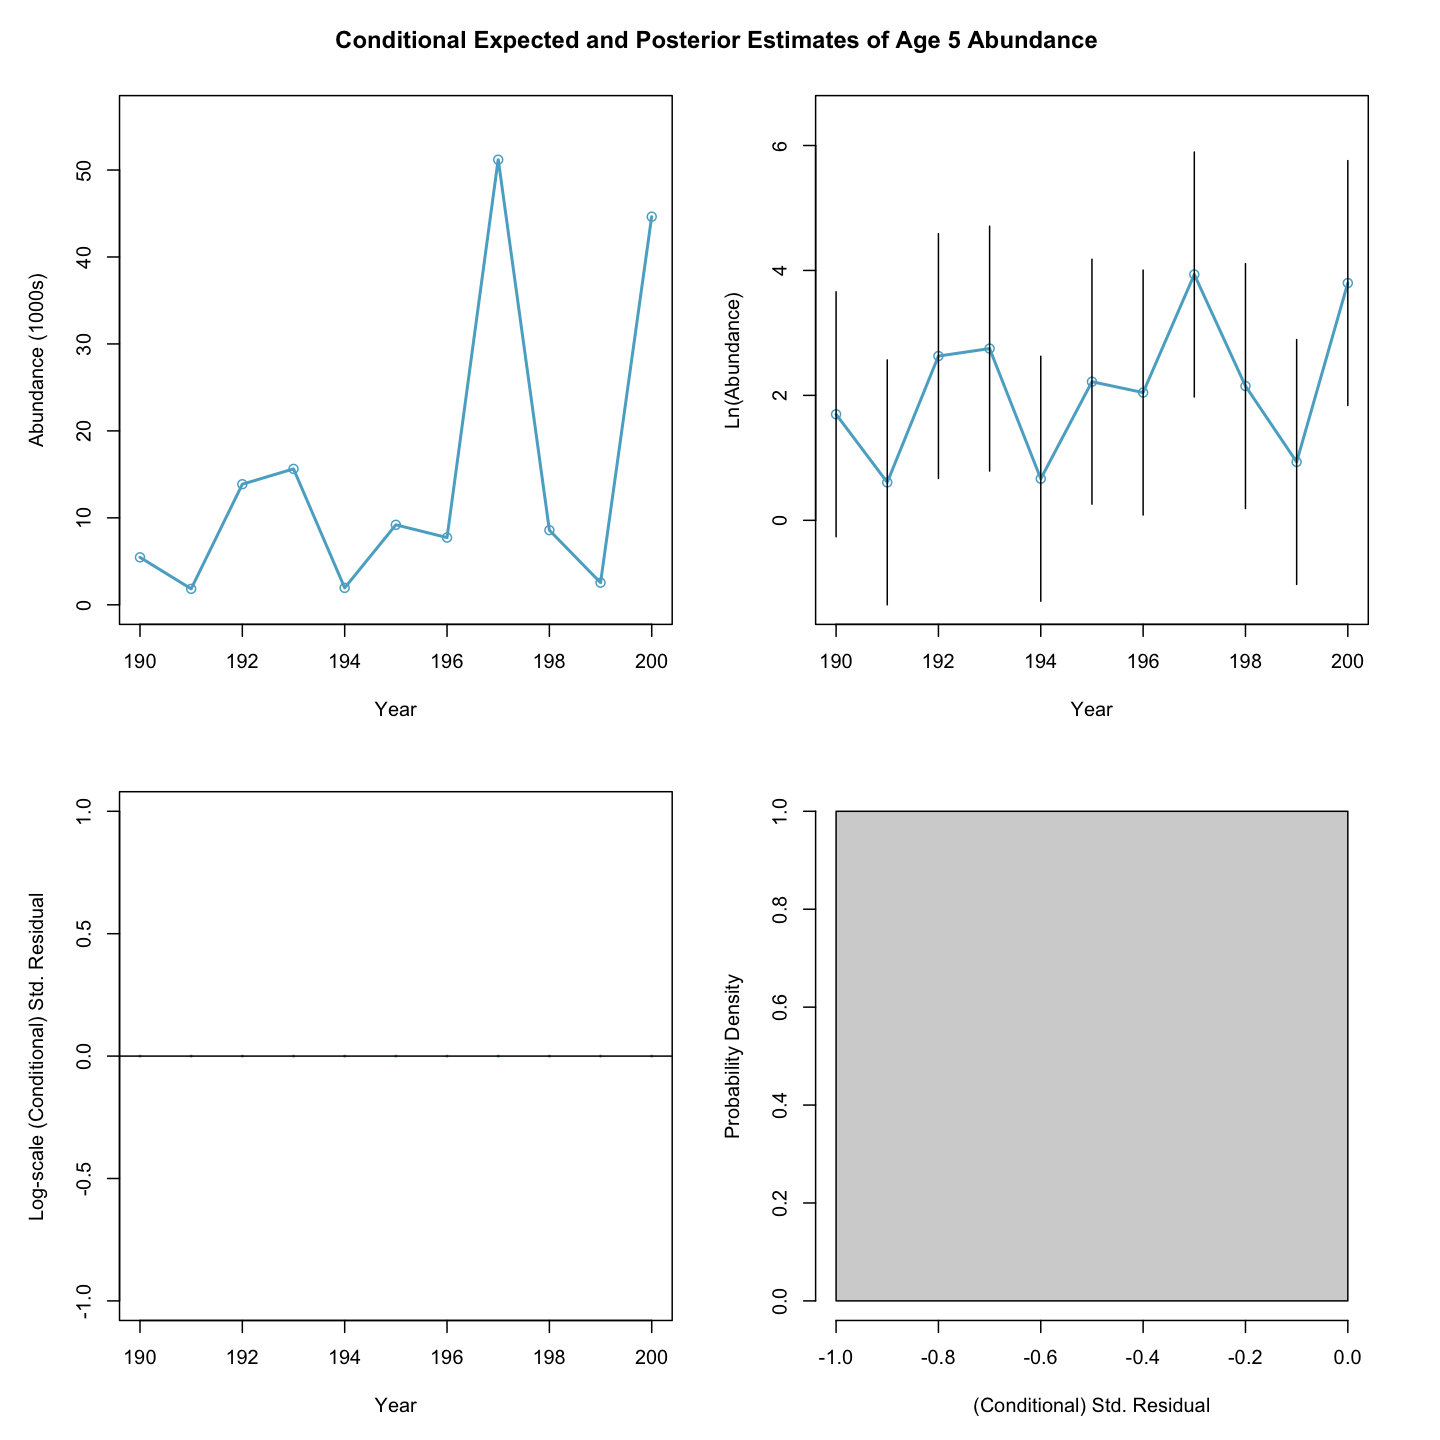 Conditional Expected and Posterior Estimates of Age 5 Abundance
Abundance (1000s)
50
40
30
20
10
0
190 192 194 196 198 200
Year
Ln(Abundance)
6
4
2
0
190 192 194 196 198 200
Year
Log-scale (Conditional) Std. Residual
1.0
0.5
0.0
-0.5
-1.0
190 192 194 196 198 200
Year
Probability Density
1.0
0.8
0.6
0.4
0.2
0.0
-1.0 -0.8 -0.6 -0.4 -0.2 0.0
(Conditional) Std. Residual